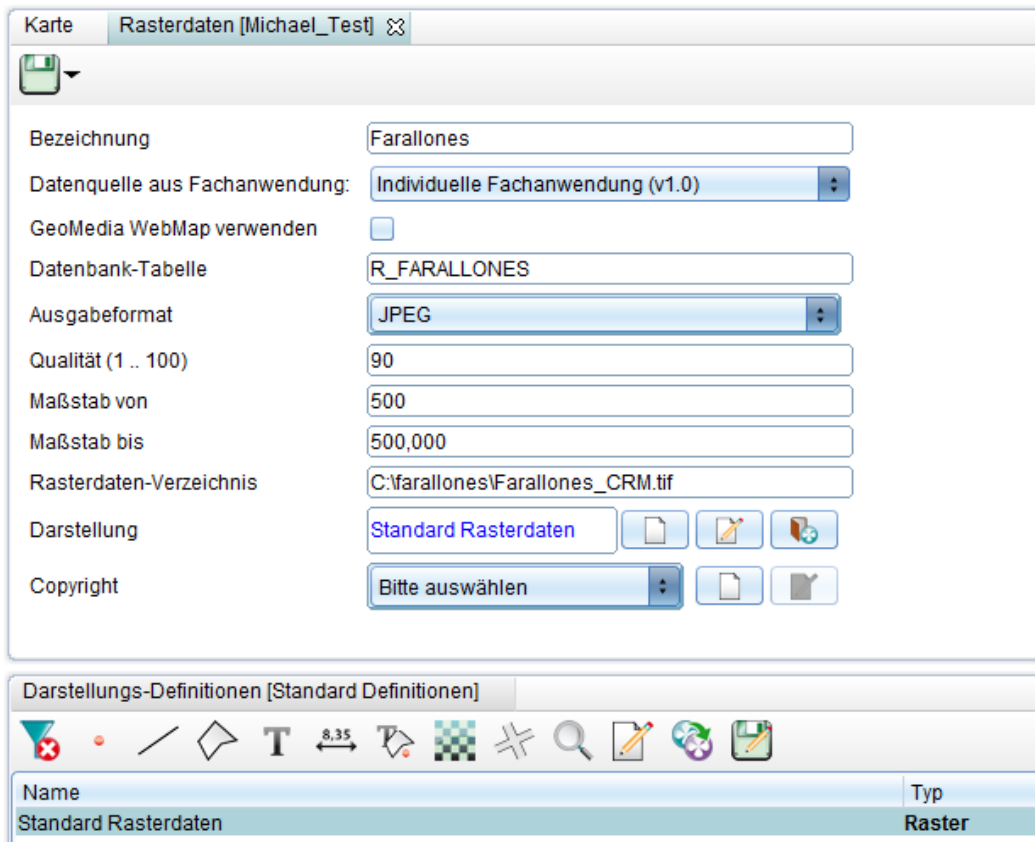 Karte Rasterdaten [Michael_Test]
Bezeichnung Farallones
Datenquelle aus Fachanwendung: Individuelle Fachanwendung (v1.0)
GeoMedia WebMap verwenden
Datenbank-Tabelle R_FARALLONES
Ausgabeformat JPEG
Qualität (1 .. 100) 90
Maßstab von 500
Maßstab bis 500,000
Rasterdaten-Verzeichnis C:\farallones\Farallones_CRM.tif
Darstellung Standard Rasterdaten
Copyright Bitte auswählen
Darstellungs-Definitionen [Standard Definitionen]
T 8,35 T
Name Typ
Standard Rasterdaten Raster